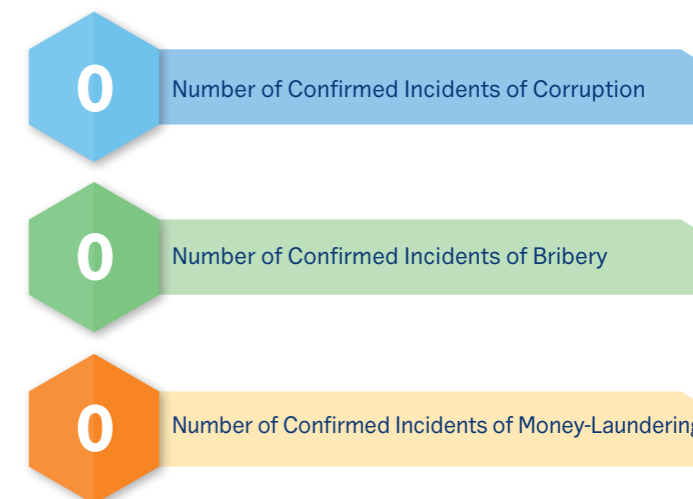 0
Number of Confirmed Incidents of Corruption
0
Number of Confirmed Incidents of Bribery
0
Number of Confirmed Incidents of Money-Laundering